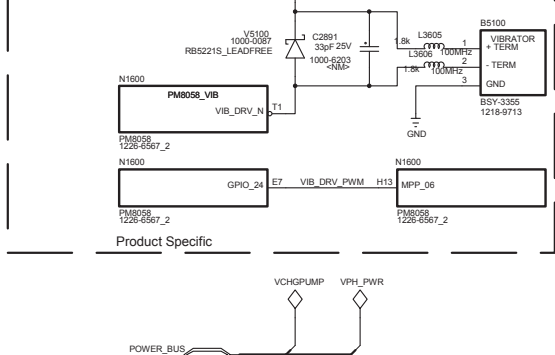 B5100
V5100
1000-0087
RB5221S_LEADFREE
C2891
33pF 25V
1000-6203
<NM>
1.8k
L3605
100MHz
L3606
1.8k
100MHz
1
2
3
VIBRATOR
+ TERM
- TERM
GND
BSY-3355
1218-9713
GND
N1600
PM8058_VIB
VIB_DRV_N
T1
PM8058
1226-6567_2
N1600
GPIO_24
E7
VIB_DRV_PWM
H13
N1600
MPP_06
PM8058
1226-6567_2
PM8058
1226-6567_2
Product Specific
VCHGPUMP
VPH_PWR
POWER_BUS